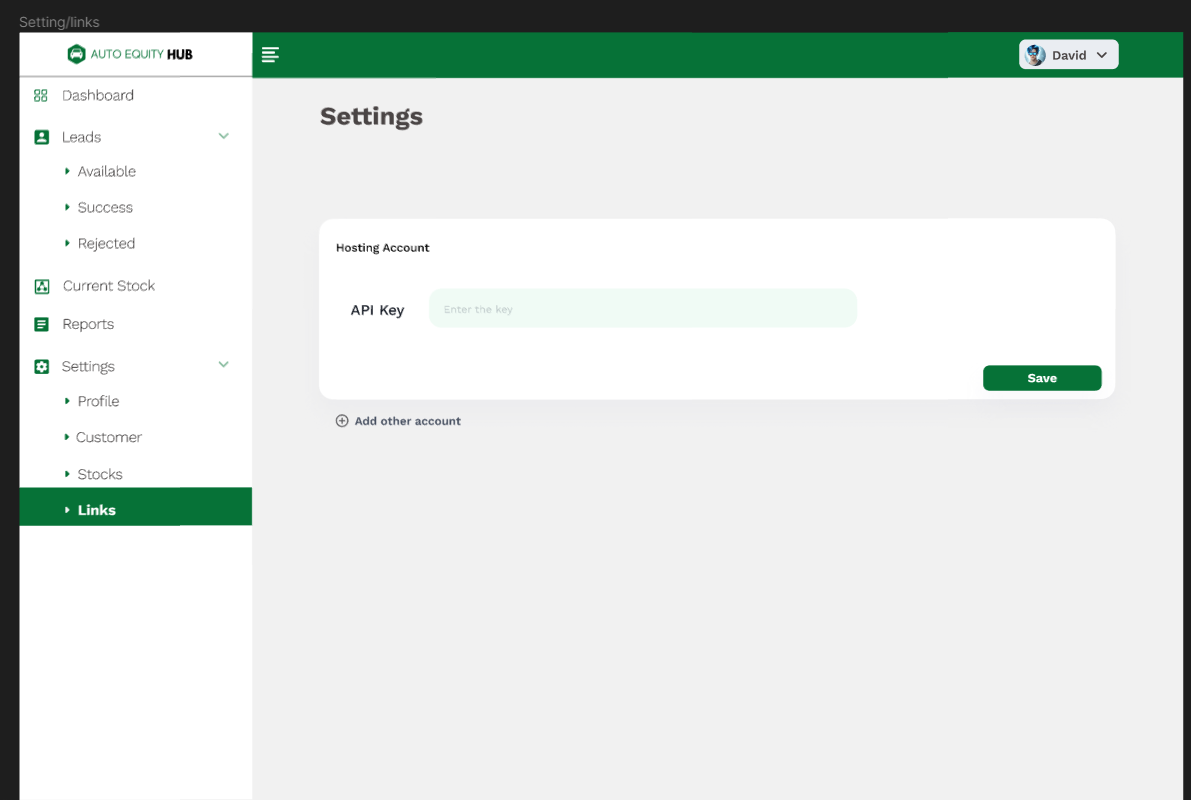 Setting/links
AUTO EQUITY HUB
David
Dashboard
Leads
Available
Success
Rejected
Current Stock
Reports
Settings
Profile
Customer
Stocks
Links
Settings
Hosting Account
API Key
Enter the key
Save
Add other account